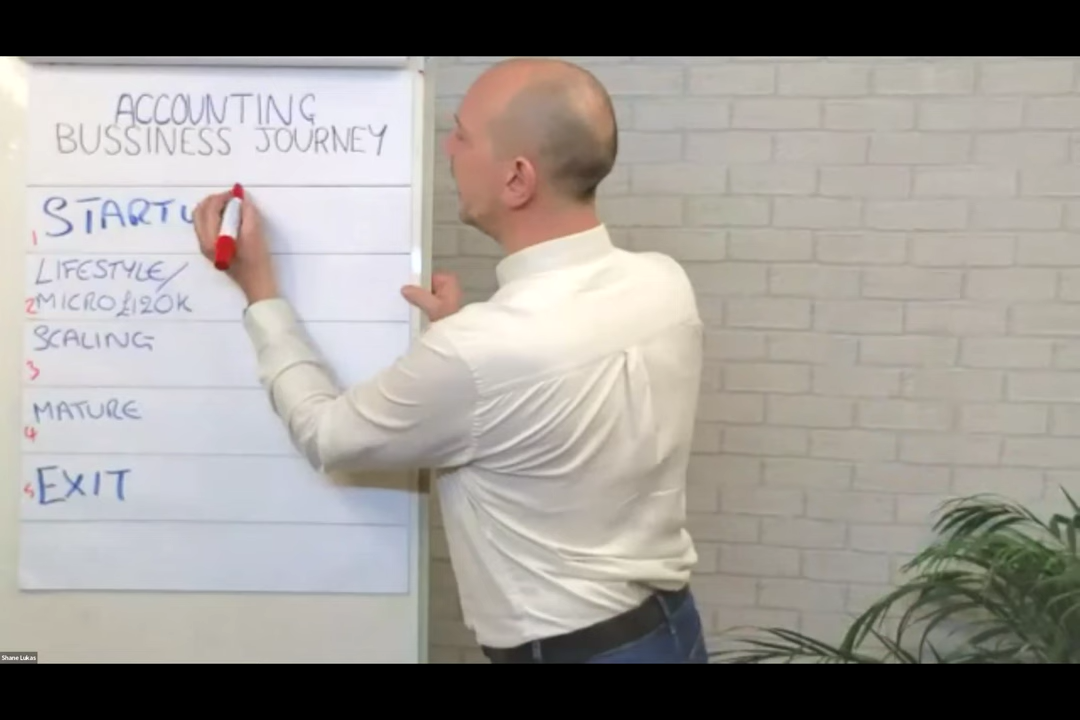 ACCOUNTING
BUSSINESS JOURNEY
1 STARTU
2 LIFESTYLE/
MICRO £120K
3 SCALING
4 MATURE
5 EXIT
Shane Lukas